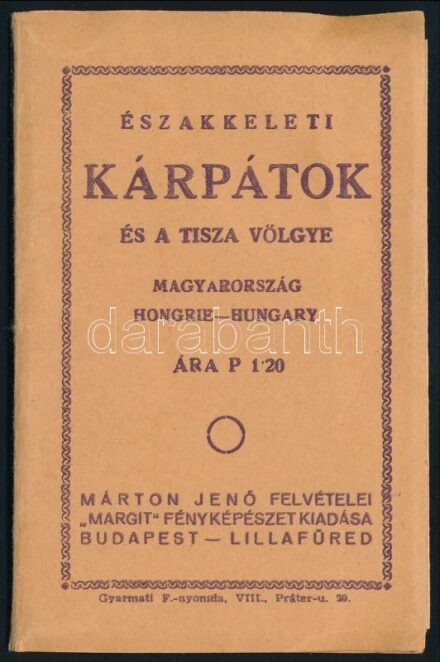 ÉSZAKKELETI
KÁRPÁTOK
ÉS A TISZA VÖLGYE
MAGYARORSZÁG
HONGRIE—HUNGARY
darabanth
ÁRA P 1·20
MÁRTON JENŐ FELVÉTELEI
„MARGIT“ FÉNYKÉPÉSZET KIADÁSA
BUDAPEST — LILLAFÜRED
Gyarmati F.-nyomda, VIII., Práter-u. 20.